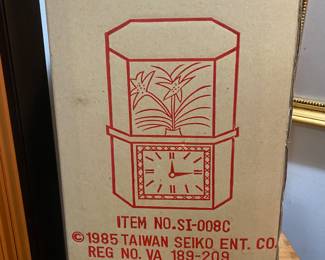 ITEM NO.SI-008C
©1985 TAIWAN SEIKO ENT. CO.
REG NO. VA 189-209